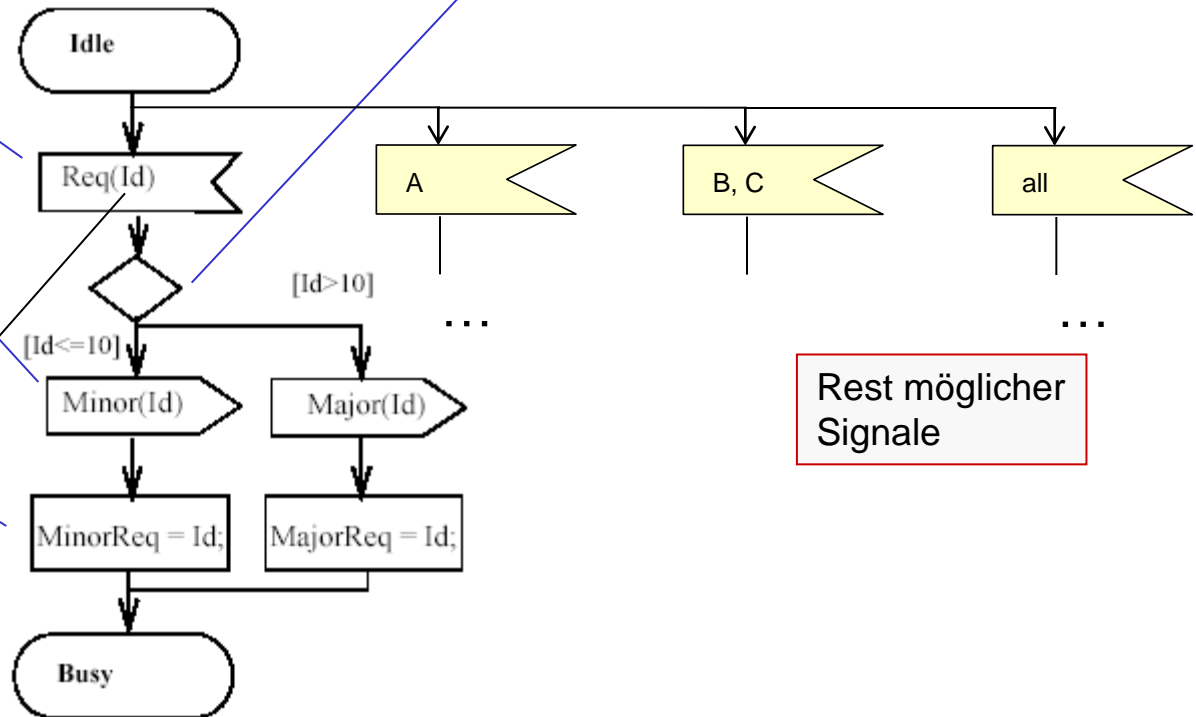 Idle
Req(Id)
A
B, C
all
[Id>10]
...
...
[Id<=10]
Minor(Id)
Major(Id)
Rest möglicher
Signale
MinorReq = Id;
MajorReq = Id;
Busy